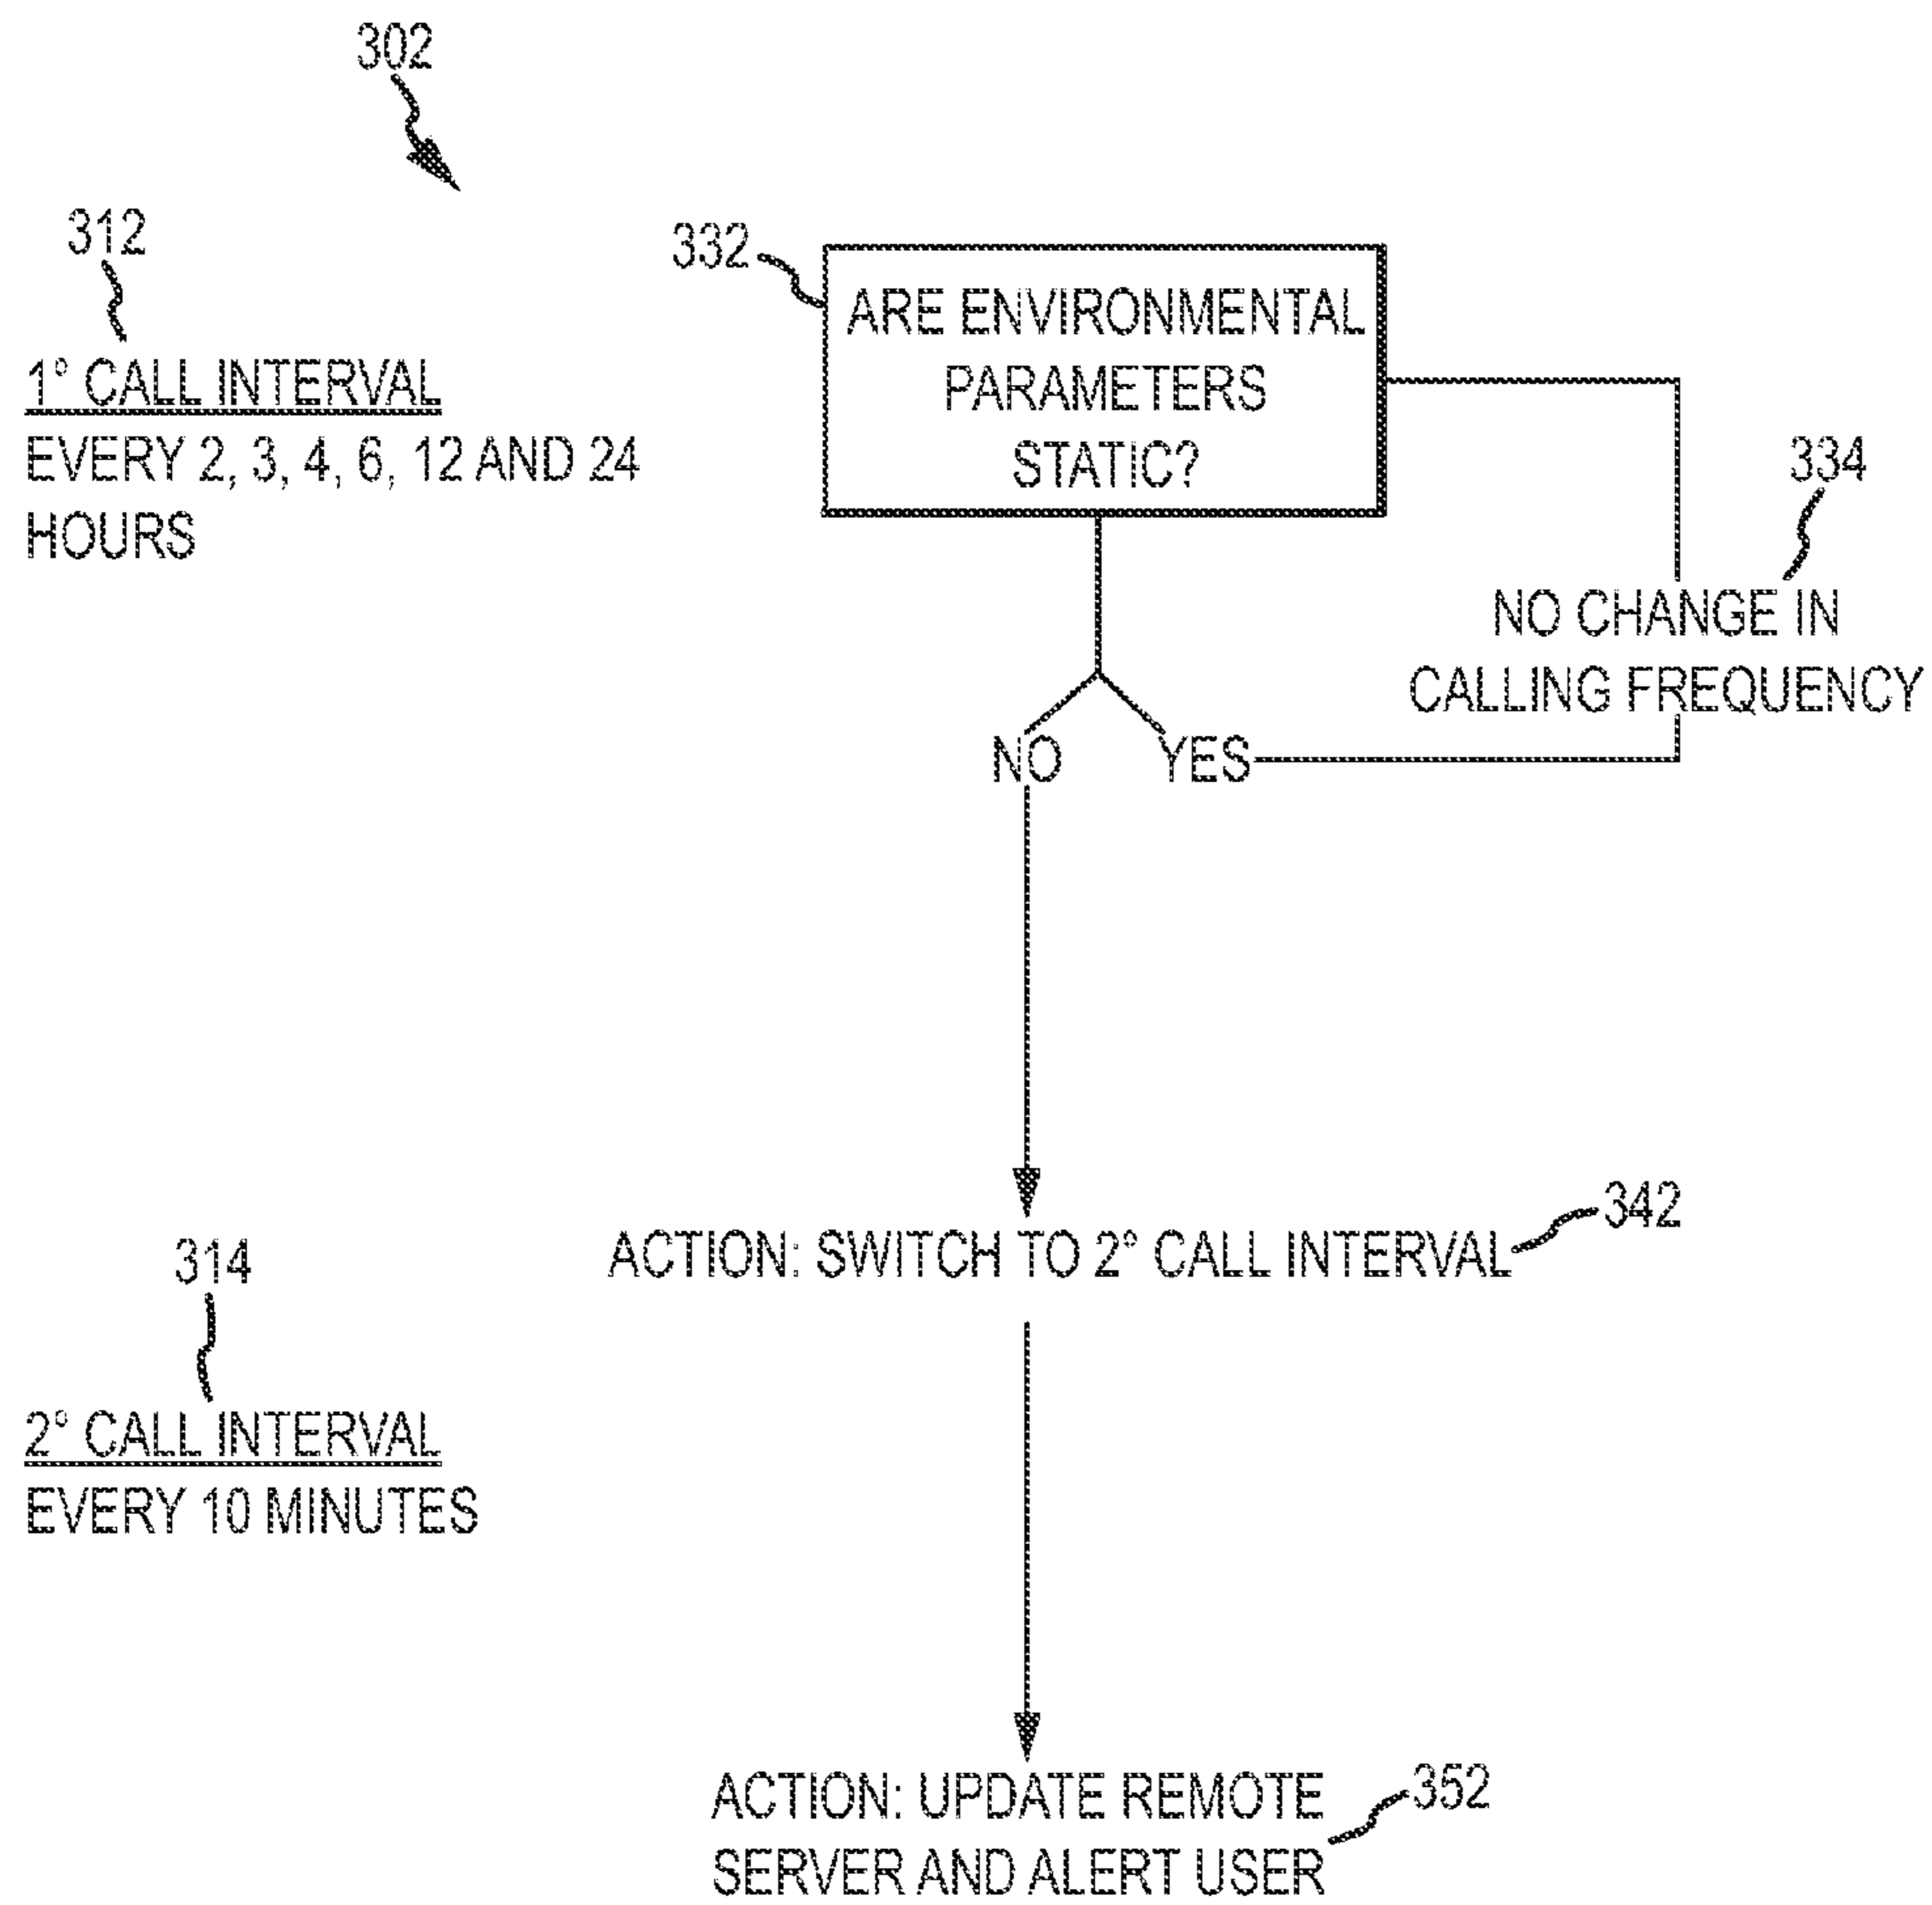 302
312
1° CALL INTERVAL
EVERY 2, 3, 4, 6, 12 AND 24
HOURS
332
ARE ENVIRONMENTAL
PARAMETERS
STATIC?
334
NO CHANGE IN
CALLING FREQUENCY
NO YES
342
ACTION: SWITCH TO 2° CALL INTERVAL
314
2° CALL INTERVAL
EVERY 10 MINUTES
352
ACTION: UPDATE REMOTE
SERVER AND ALERT USER